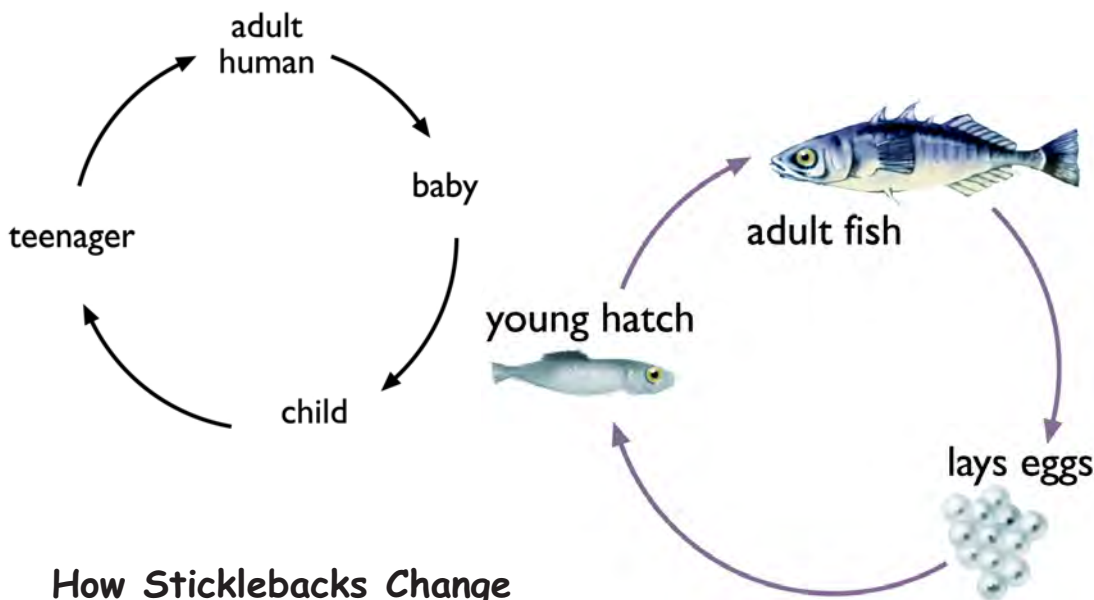 adult
human
baby
child
teenager
adult fish
lays eggs
young hatch
How Sticklebacks Change